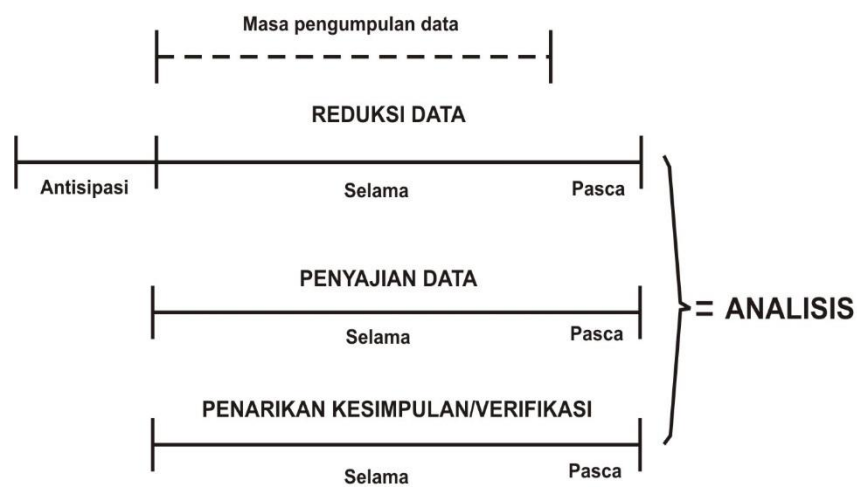 Masa pengumpulan data
REDUKSI DATA
Antisipasi Selama Pasca
PENYAJIAN DATA
= ANALISIS
Selama Pasca
PENARIKAN KESIMPULAN/VERIFIKASI
Selama Pasca